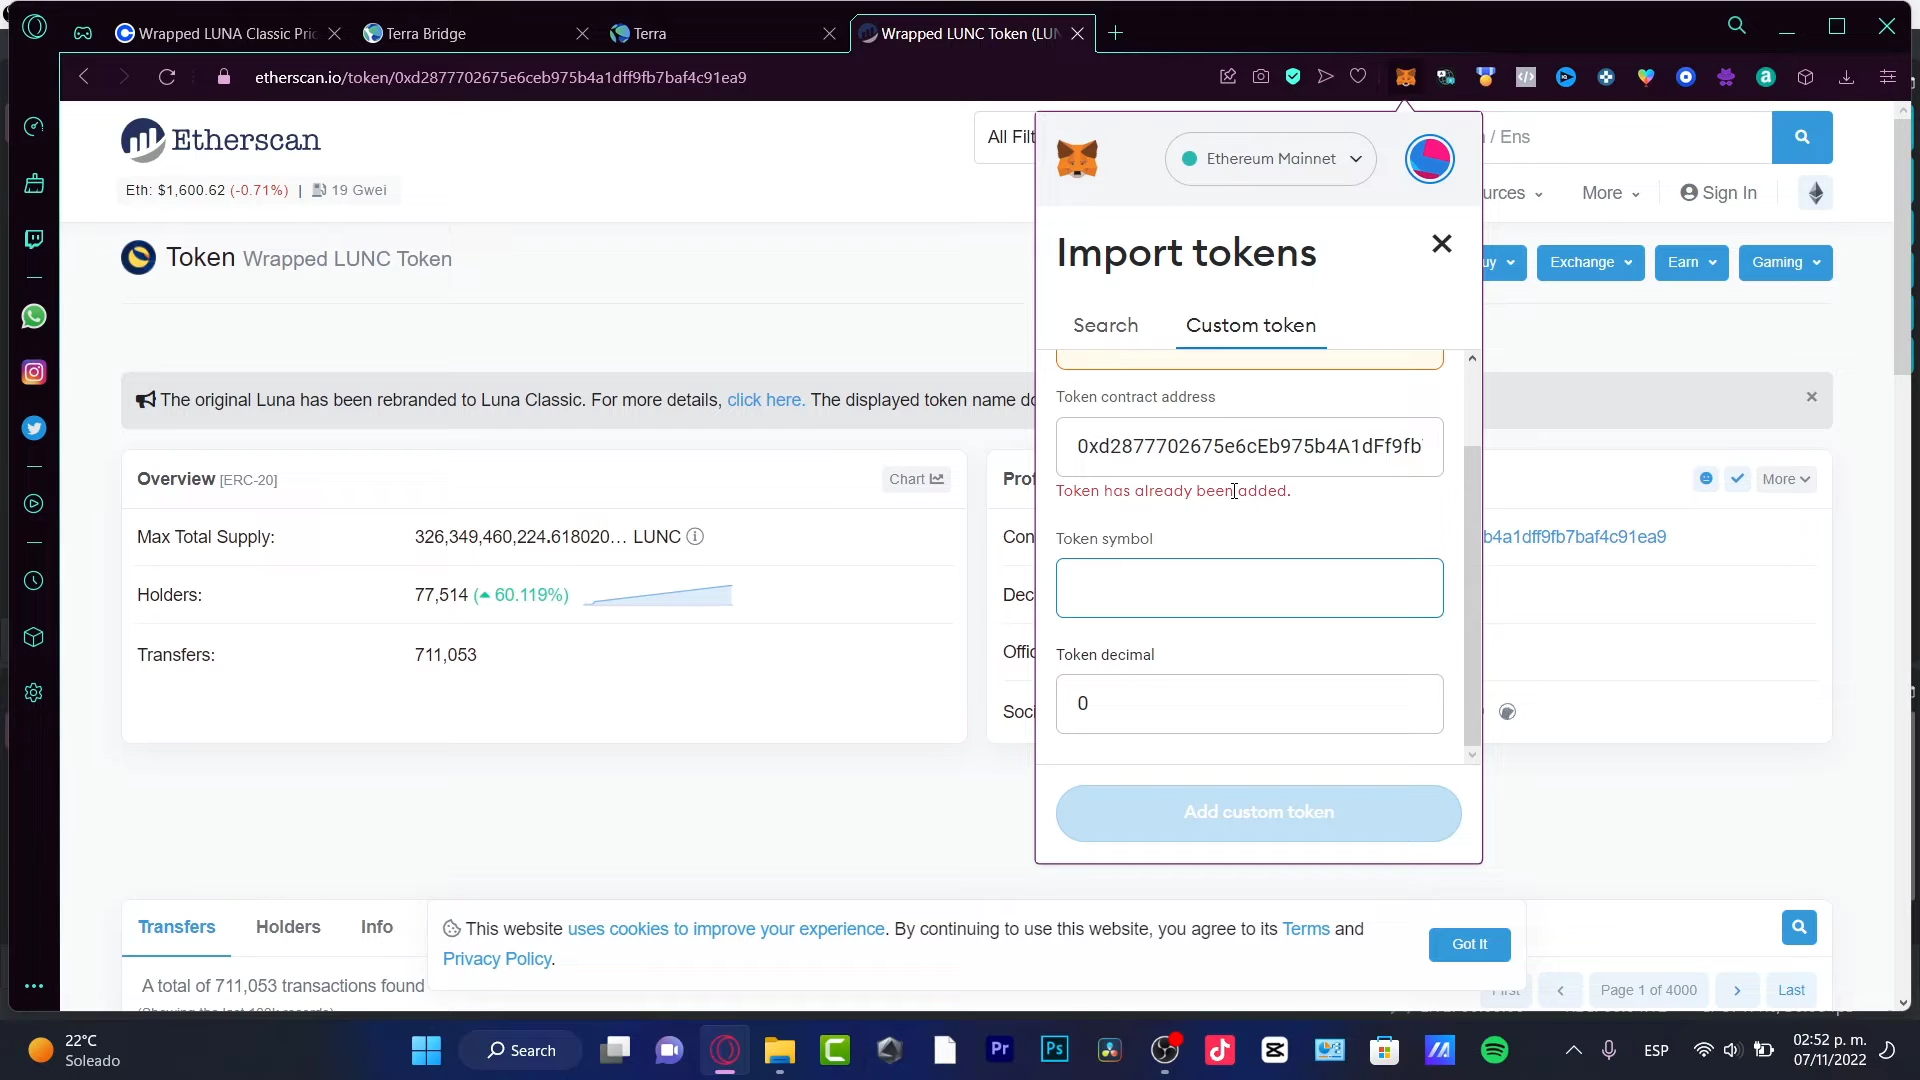 Wrapped LUNA Classic Pric
Terra Bridge
Terra
Wrapped LUNC Token (LUN
etherscan.io/token/0xd2877702675e6ceb975b4a1dff9fb7baf4c91ea9
Etherscan
All Filt
/ Ens
Eth: $1,600.62 (-0.71%) | 19 Gwei
urces
More
Sign In
Token Wrapped LUNC Token
uy
Exchange
Earn
Gaming
The original Luna has been rebranded to Luna Classic. For more details, click here. The displayed token name do
Overview [ERC-20]
Chart
Max Total Supply:
326,349,460,224.618020... LUNC
Holders:
77,514 (60.119%)
Transfers:
711,053
Prof
More
Con
b4a1dff9fb7baf4c91ea9
Dec
Offic
Soci
Ethereum Mainnet
Import tokens
Search
Custom token
Token contract address
0xd2877702675e6cEb975b4A1dFf9fb
Token has already been added.
Token symbol
Token decimal
0
Add custom token
Transfers
Holders
Info
A total of 711,053 transactions found
This website uses cookies to improve your experience. By continuing to use this website, you agree to its Terms and
Privacy Policy.
Got It
First
Page 1 of 4000
Last
22°C
Soleado
Search
Pr
Ps
ESP
02:52 p. m.
07/11/2022